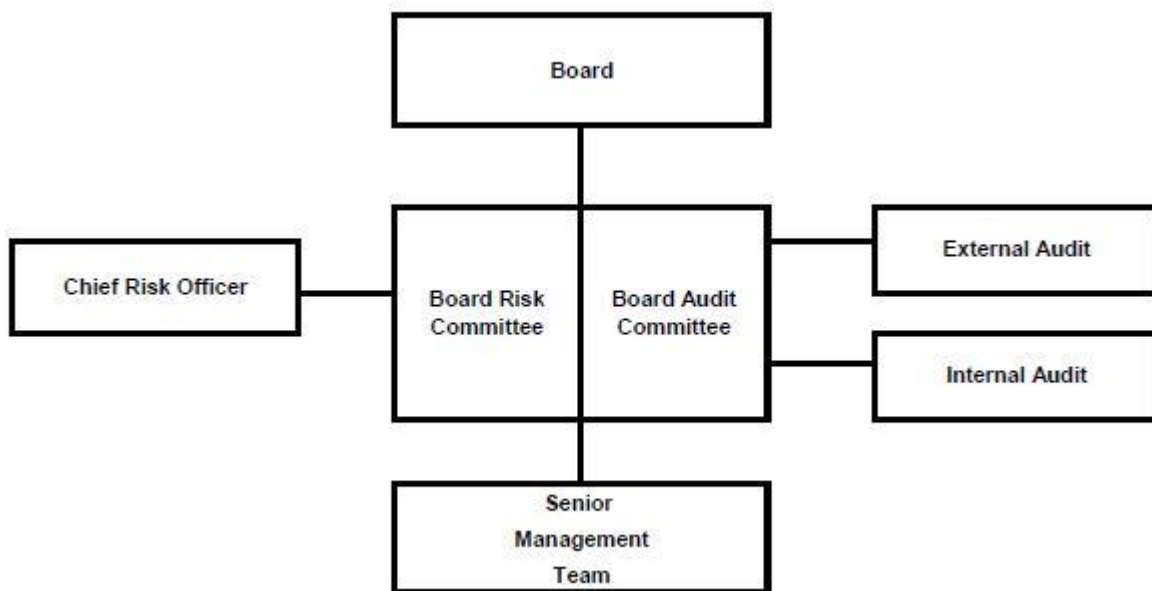 Board
Chief Risk Officer
Board Risk
Committee
Board Audit
Committee
External Audit
Internal Audit
Senior
Management
Team